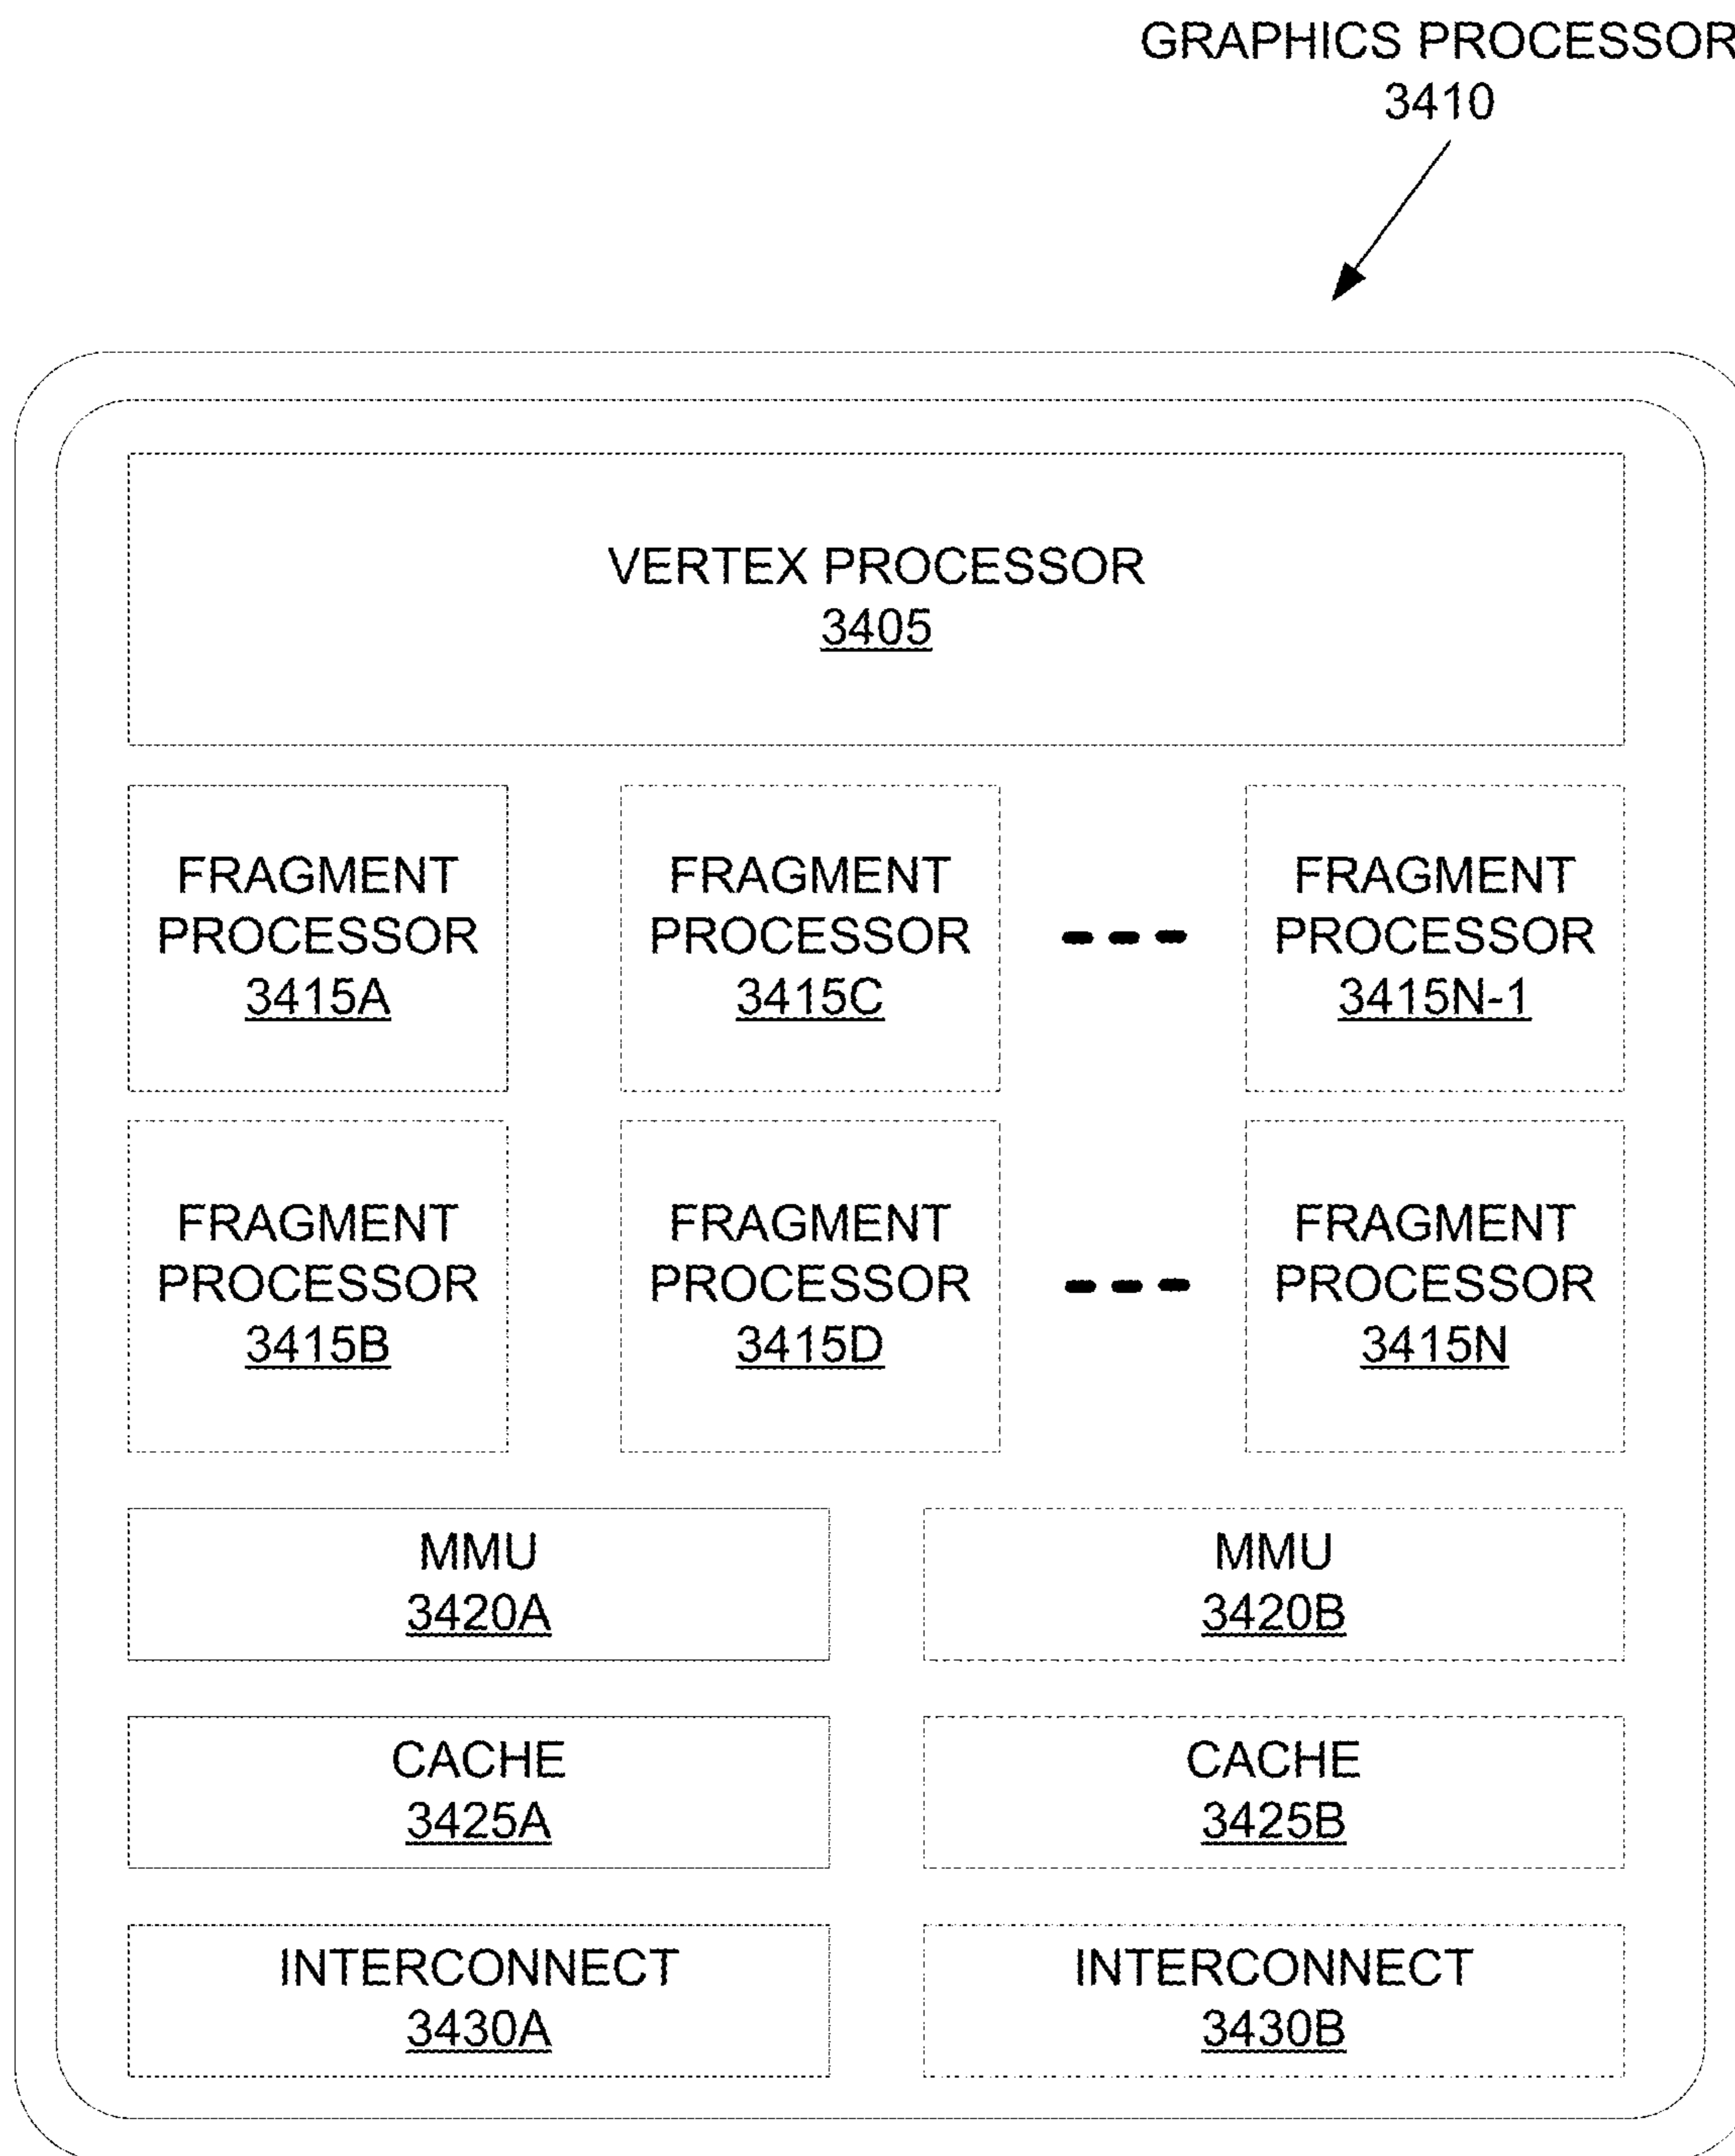 GRAPHICS PROCESSOR
3410
VERTEX PROCESSOR
3405
FRAGMENT
PROCESSOR
3415A
FRAGMENT
PROCESSOR
3415C
FRAGMENT
PROCESSOR
3415N-1
FRAGMENT
PROCESSOR
3415B
FRAGMENT
PROCESSOR
3415D
FRAGMENT
PROCESSOR
3415N
MMU
3420A
MMU
3420B
CACHE
3425A
CACHE
3425B
INTERCONNECT
3430A
INTERCONNECT
3430B